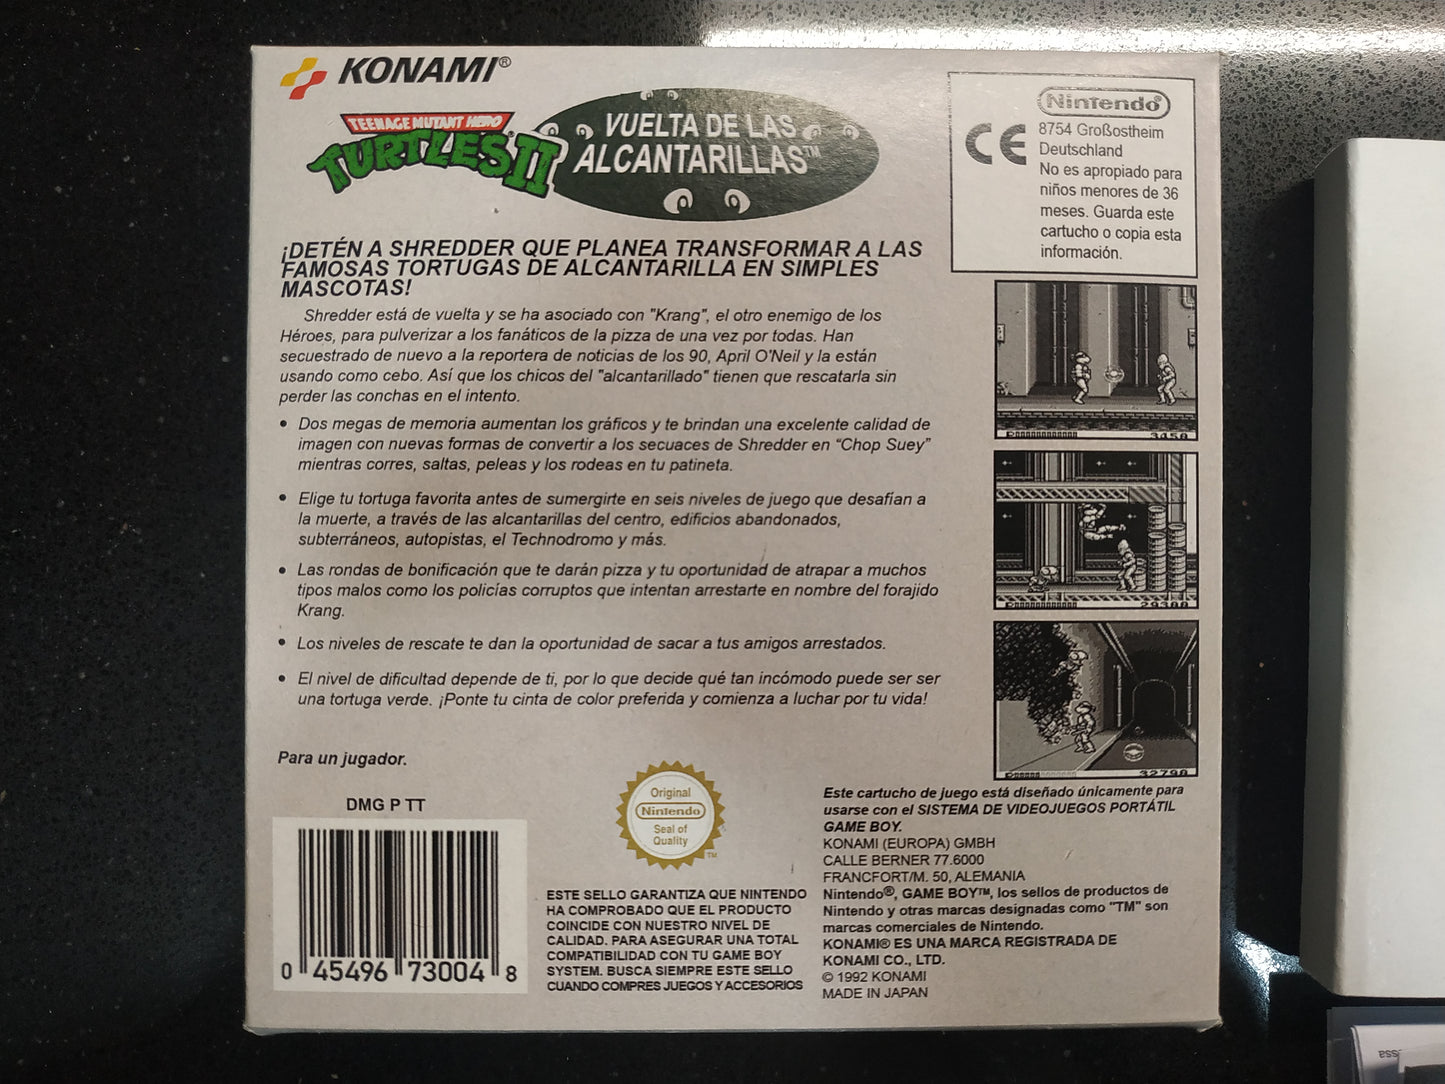 KONAMI®
TEENAGE MUTANT HERO
TURTLES II
VUELTA DE LAS
ALCANTARILLAS™
Nintendo®
CE
8754 Großostheim
Deutschland
No es apropiado para
niños menores de 36
meses. Guarda este
cartucho o copia esta
información.
¡DETÉN A SHREDDER QUE PLANEA TRANSFORMAR A LAS
FAMOSAS TORTUGAS DE ALCANTARILLA EN SIMPLES
MASCOTAS!
Shredder está de vuelta y se ha asociado con "Krang", el otro enemigo de los
Héroes, para pulverizar a los fanáticos de la pizza de una vez por todas. Han
secuestrado de nuevo a la reportera de noticias de los 90, April O'Neil y la están
usando como cebo. Así que los chicos del "alcantarillado" tienen que rescatarla sin
perder las conchas en el intento.
• Dos megas de memoria aumentan los gráficos y te brindan una excelente calidad de
imagen con nuevas formas de convertir a los secuaces de Shredder en “Chop Suey”
mientras corres, saltas, peleas y los rodeas en tu patineta.
• Elige tu tortuga favorita antes de sumergirte en seis niveles de juego que desafían a
la muerte, a través de las alcantarillas del centro, edificios abandonados,
subterráneos, autopistas, el Technodromo y más.
• Las rondas de bonificación que te darán pizza y tu oportunidad de atrapar a muchos
tipos malos como los policías corruptos que intentan arrestarte en nombre del forajido
Krang.
• Los niveles de rescate te dan la oportunidad de sacar a tus amigos arrestados.
• El nivel de dificultad depende de ti, por lo que decide qué tan incómodo puede ser ser
una tortuga verde. ¡Ponte tu cinta de color preferida y comienza a luchar por tu vida!
3450
29300
32790
Para un jugador.
DMG P TT
0 45496 73004 8
Original
Nintendo
Seal of
Quality
TM
ESTE SELLO GARANTIZA QUE NINTENDO
HA COMPROBADO QUE EL PRODUCTO
COINCIDE CON NUESTRO NIVEL DE
CALIDAD. PARA ASEGURAR UNA TOTAL
COMPATIBILIDAD CON TU GAME BOY
SYSTEM. BUSCA SIEMPRE ESTE SELLO
CUANDO COMPRES JUEGOS Y ACCESORIOS
Este cartucho de juego está diseñado únicamente para
usarse con el SISTEMA DE VIDEOJUEGOS PORTÁTIL
GAME BOY.
KONAMI (EUROPA) GMBH
CALLE BERNER 77.6000
FRANCFORT/M. 50, ALEMANIA
Nintendo®, GAME BOY™, los sellos de productos de
Nintendo y otras marcas designadas como "TM" son
marcas comerciales de Nintendo.
KONAMI® ES UNA MARCA REGISTRADA DE
KONAMI CO., LTD.
© 1992 KONAMI
MADE IN JAPAN